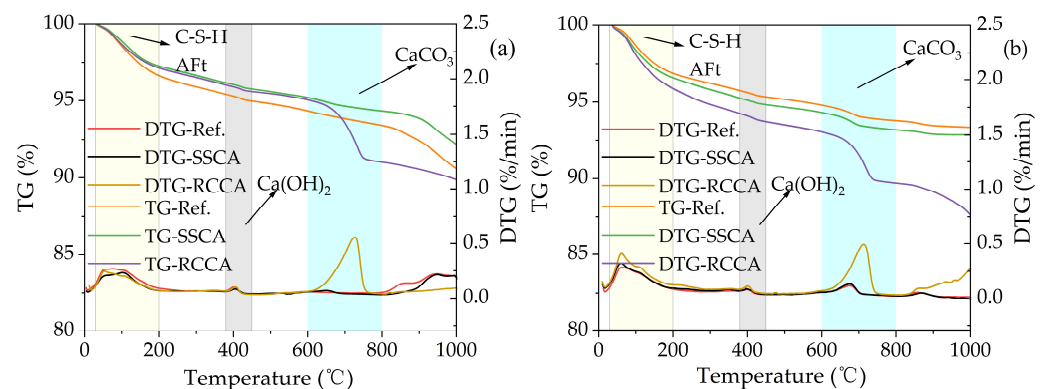 100
95
90
85
80
TG (%)
0
200
400
600
800
1000
Temperature (℃)
2.5
2.0
1.5
1.0
0.5
0.0
DTG (%/min)
(a)
C-S-H
AFt
CaCO3
Ca(OH)2
DTG-Ref.
DTG-SSCA
DTG-RCCA
TG-Ref.
TG-SSCA
TG-RCCA
100
95
90
85
80
TG (%)
0
200
400
600
800
1000
Temperature (℃)
2.5
2.0
1.5
1.0
0.5
0.0
DTG (%/min)
(b)
C-S-H
AFt
CaCO3
Ca(OH)2
DTG-Ref.
DTG-SSCA
DTG-RCCA
TG-Ref.
DTG-SSCA
DTG-RCCA